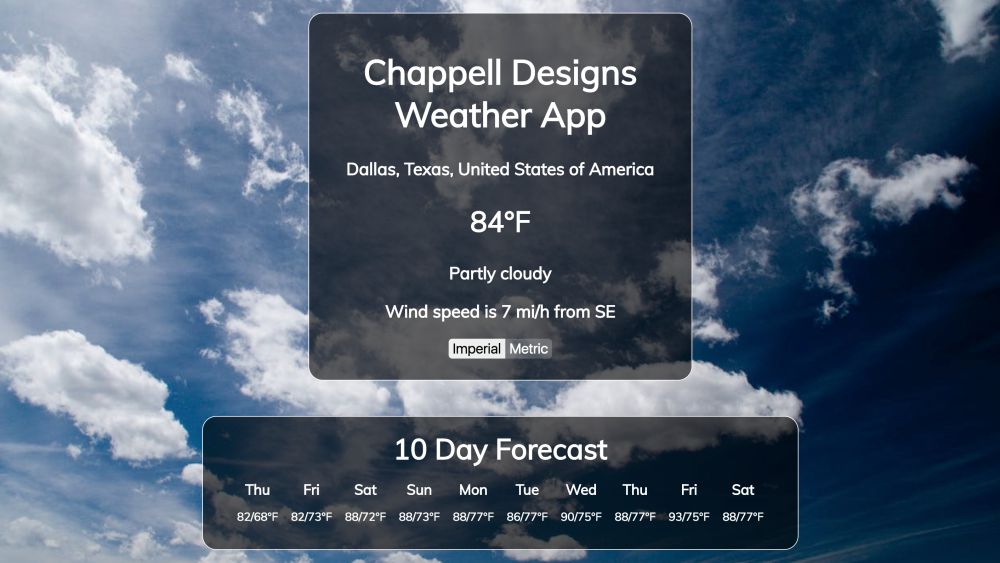 Chappell Designs
Weather App
Dallas, Texas, United States of America
84°F
Partly cloudy
Wind speed is 7 mi/h from SE
Imperial Metric
10 Day Forecast
Thu Fri Sat Sun Mon Tue Wed Thu Fri Sat
82/68°F 82/73°F 88/72°F 88/73°F 88/77°F 86/77°F 90/75°F 88/77°F 93/75°F 88/77°F